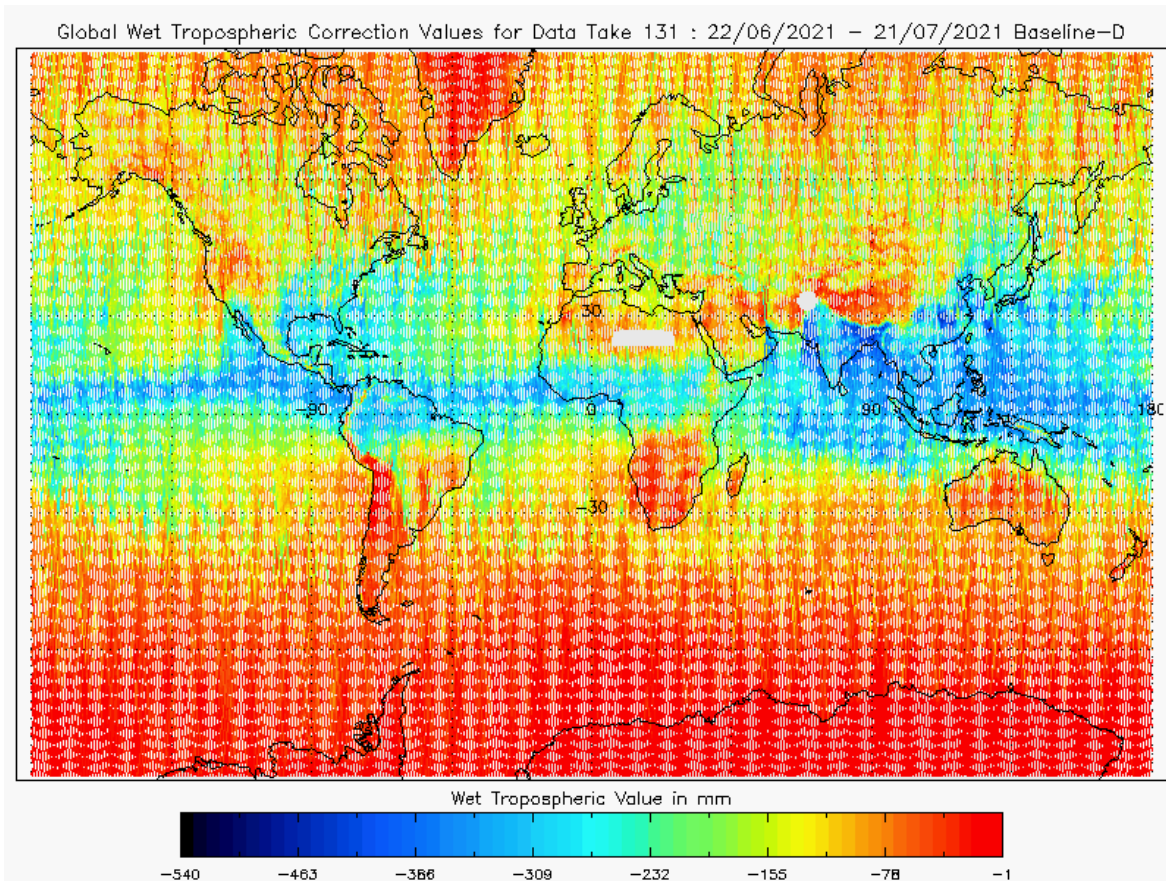 Global Wet Tropospheric Correction Values for Data Take 131 : 22/06/2021 – 21/07/2021 Baseline-D
30
-90 0 90 180
-30
Wet Tropospheric Value in mm
-540 -463 -386 -309 -232 -155 -78 -1